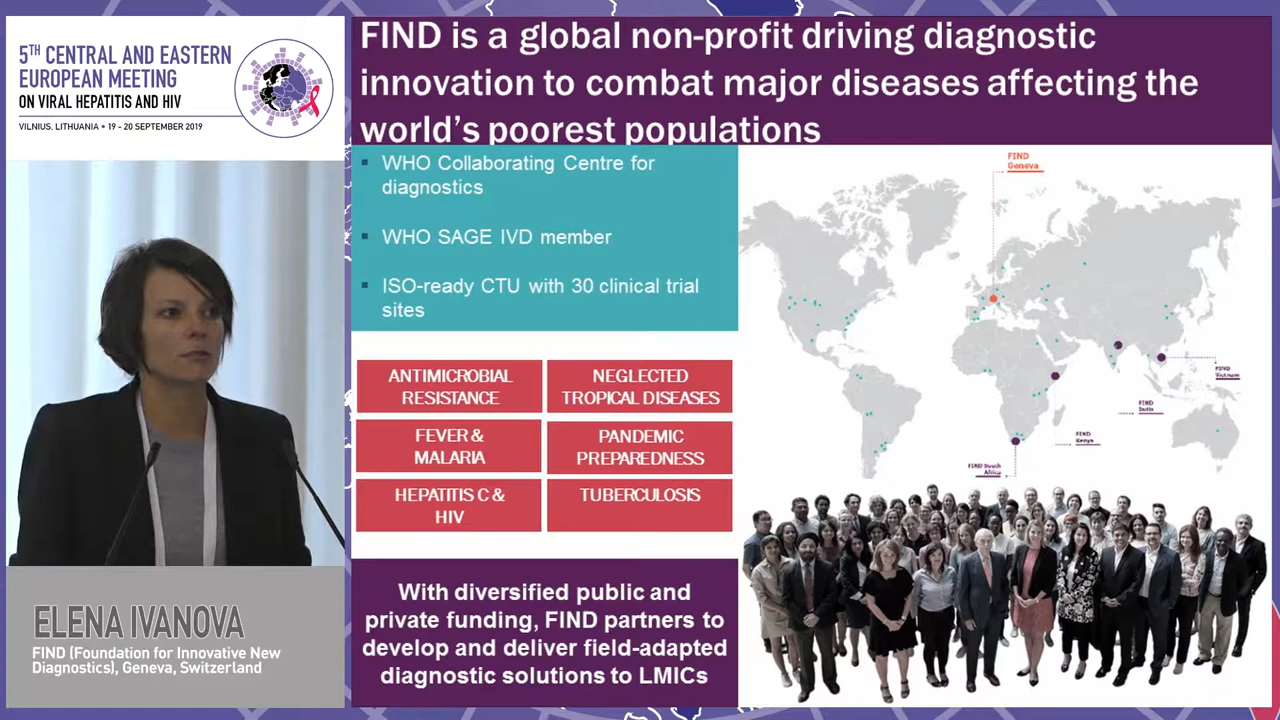 5TH CENTRAL AND EASTERN
EUROPEAN MEETING
ON VIRAL HEPATITIS AND HIV
VILNIUS, LITHUANIA • 19 - 20 SEPTEMBER 2019
ELENA IVANOVA
FIND (Foundation for Innovative New
Diagnostics), Geneva, Switzerland
FIND is a global non-profit driving diagnostic
innovation to combat major diseases affecting the
world's poorest populations
▪ WHO Collaborating Centre for
diagnostics
▪ WHO SAGE IVD member
▪ ISO-ready CTU with 30 clinical trial
sites
ANTIMICROBIAL
RESISTANCE
NEGLECTED
TROPICAL DISEASES
FEVER &
MALARIA
PANDEMIC
PREPAREDNESS
HEPATITIS C &
HIV
TUBERCULOSIS
With diversified public and
private funding, FIND partners to
develop and deliver field-adapted
diagnostic solutions to LMICs
FIND
Geneva
FIND
Vietnam
FIND
India
FIND
Kenya
FIND South
Africa